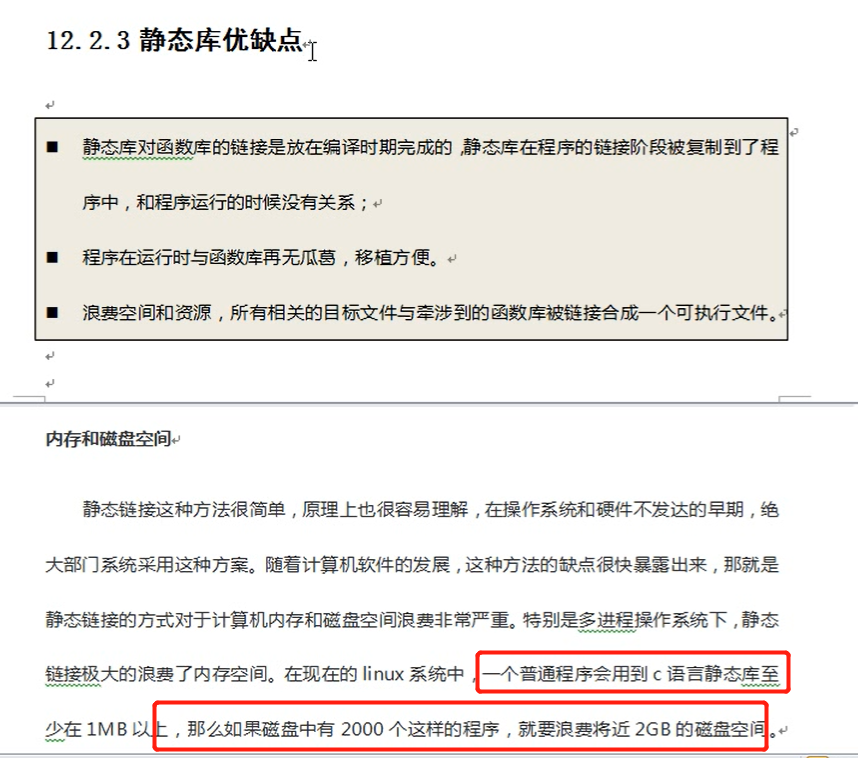 12.2.3 静态库优缺点
■ 静态库对函数库的链接是放在编译时期完成的，静态库在程序的链接阶段被复制到了程
序中，和程序运行的时候没有关系；
■ 程序在运行时与函数库再无瓜葛，移植方便。
■ 浪费空间和资源，所有相关的目标文件与牵涉到的函数库被链接合成一个可执行文件。
内存和磁盘空间
静态链接这种方法很简单，原理上也很容易理解，在操作系统和硬件不发达的早期，绝
大部门系统采用这种方案。随着计算机软件的发展，这种方法的缺点很快暴露出来，那就是
静态链接的方式对于计算机内存和磁盘空间浪费非常严重。特别是多进程操作系统下，静态
链接极大的浪费了内存空间。在现在的 linux 系统中，一个普通程序会用到 c 语言静态库至
少在 1MB 以上，那么如果磁盘中有 2000 个这样的程序，就要浪费将近 2GB 的磁盘空间。